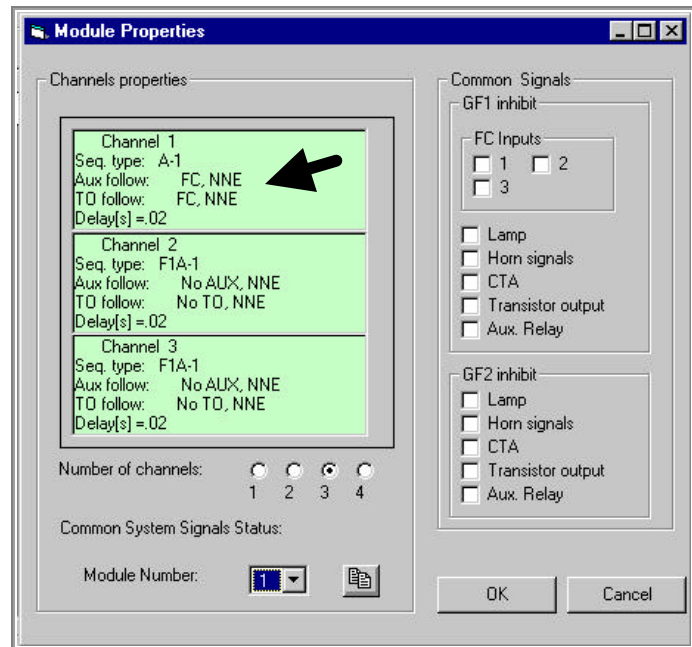 Module Properties
Channels properties
Channel 1
Seq. type: A-1
Aux follow: FC, NNE
TO follow: FC, NNE
Delay[s] =.02
Channel 2
Seq. type: F1A-1
Aux follow: No AUX, NNE
TO follow: No TO, NNE
Delay[s] =.02
Channel 3
Seq. type: F1A-1
Aux follow: No AUX, NNE
TO follow: No TO, NNE
Delay[s] =.02
Number of channels:
1 2 3 4
Common System Signals Status:
Module Number: 1
Common Signals
GF1 inhibit
FC Inputs
1 2
3
Lamp
Horn signals
CTA
Transistor output
Aux. Relay
GF2 inhibit
Lamp
Horn signals
CTA
Transistor output
Aux. Relay
OK Cancel